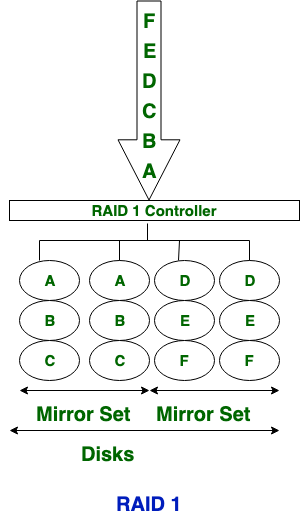 F
E
D
C
B
A
RAID 1 Controller
A A D D
B B E E
C C F F
Mirror Set Mirror Set
Disks
RAID 1